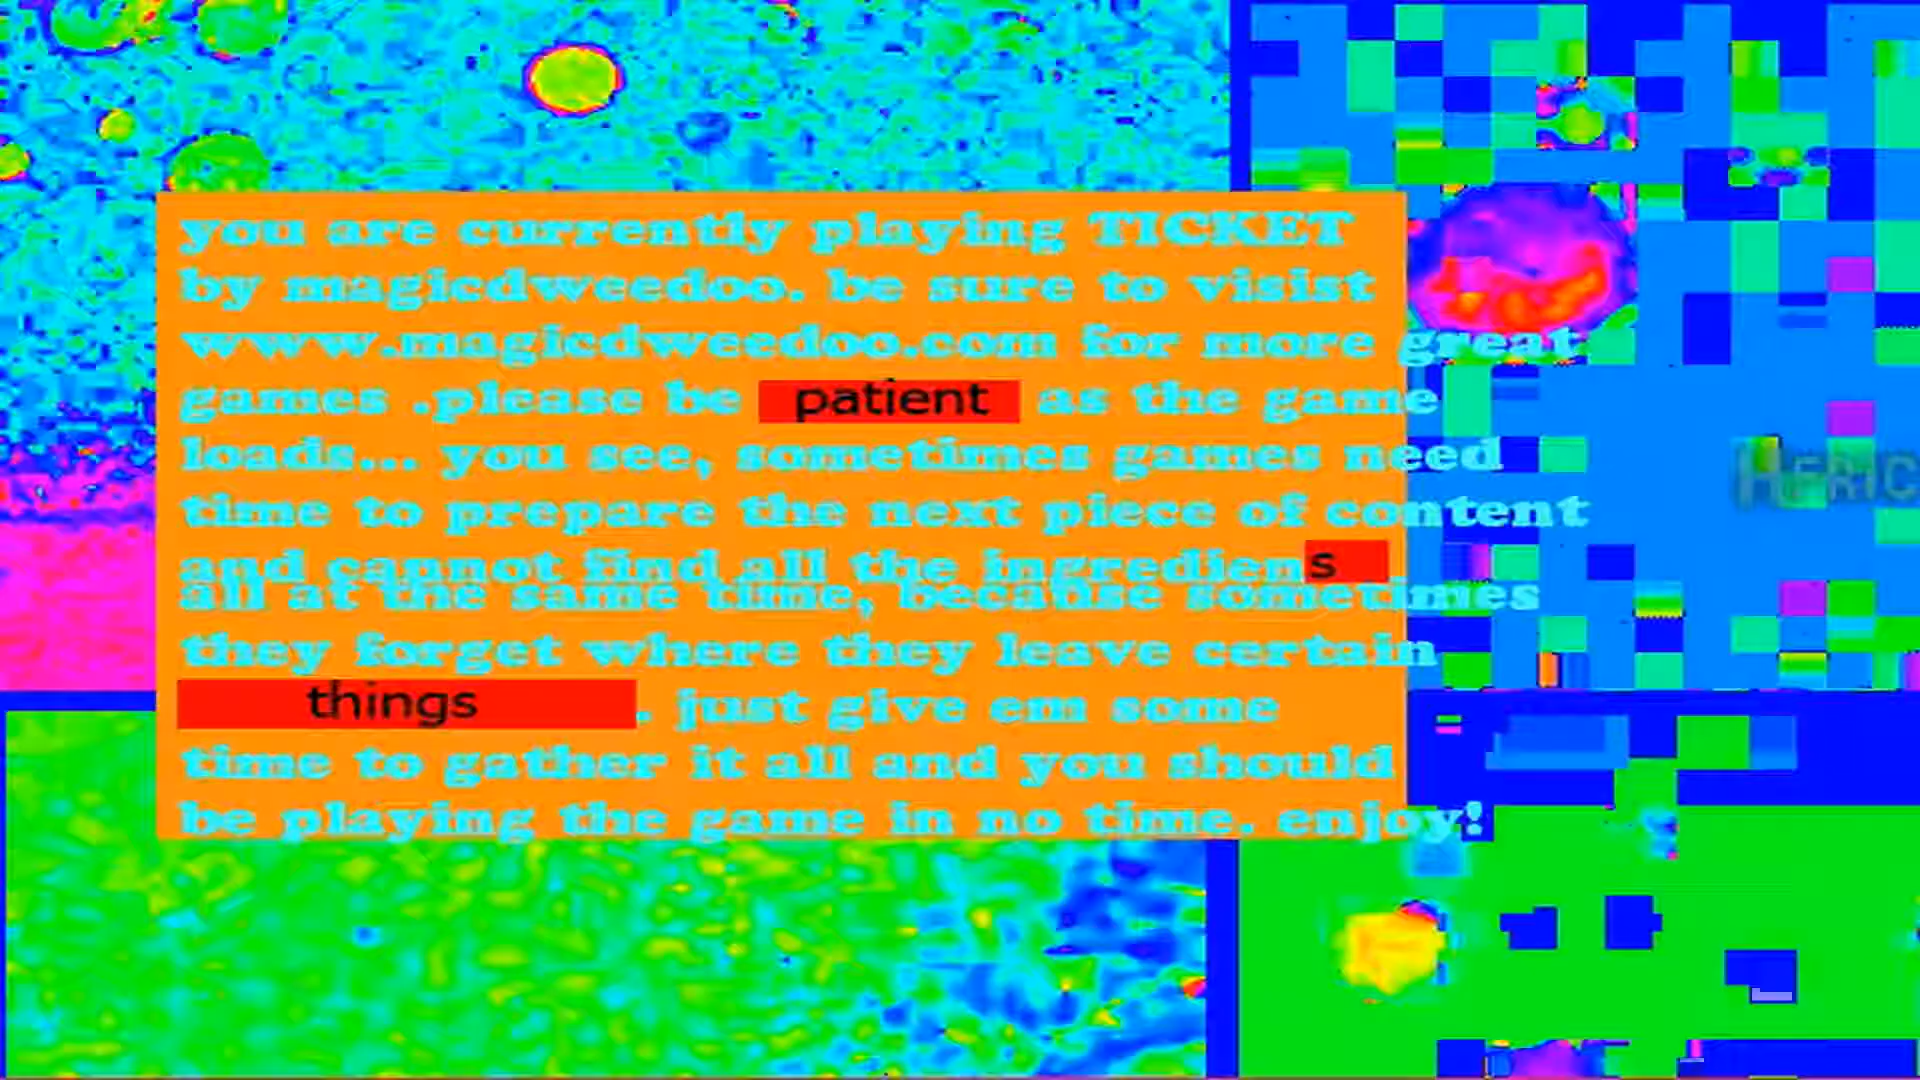 you are currently playing TICKET
by magicdweedoo. be sure to visist
www.magicdweedoo.com for more great
games .please be patient as the game
loads... you see, sometimes games need
time to prepare the next piece of content
and cannot find all the ingrediens
all at the same time, because sometimes
they forget where they leave certain
things. just give em some
time to gather it all and you should
be playing the game in no time. enjoy!